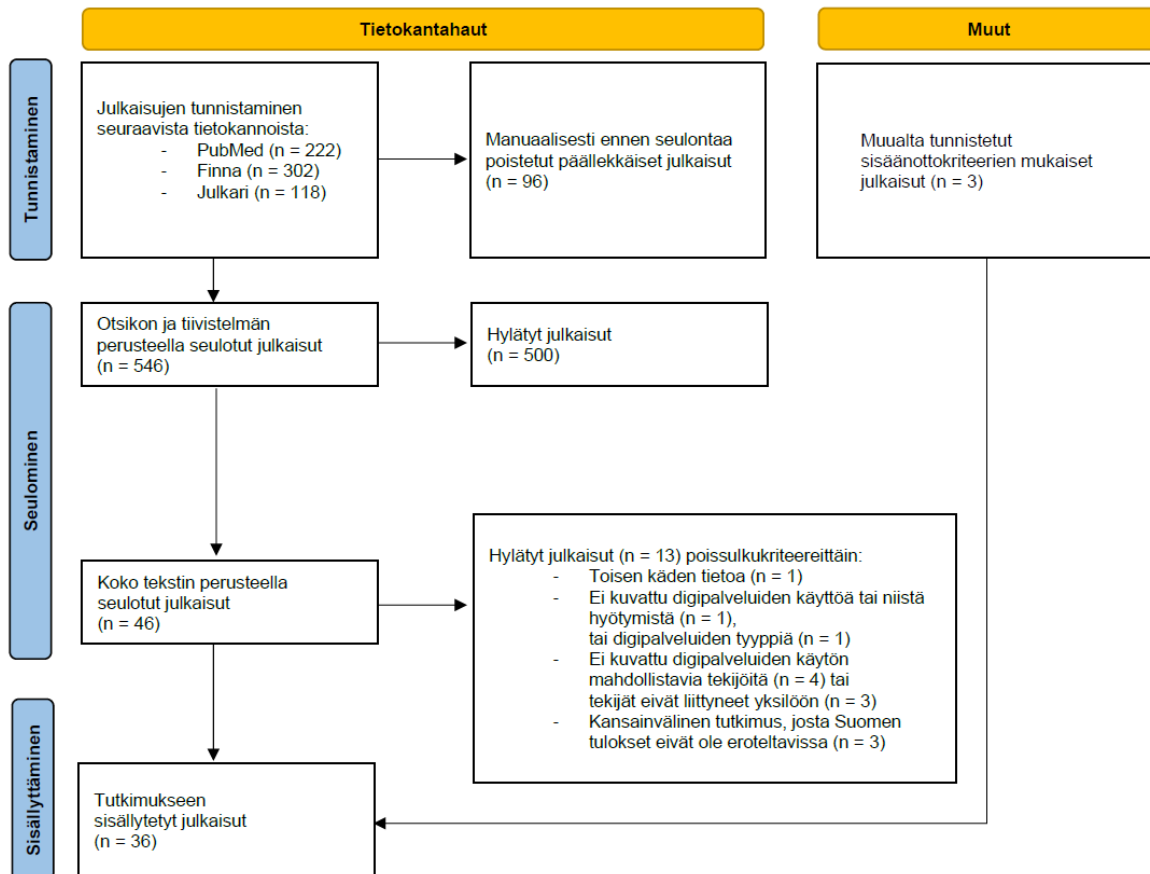 Tietokantahaut
Muut
Tunnistaminen
Julkaisujen tunnistaminen
seuraavista tietokannoista:
- PubMed (n = 222)
- Finna (n = 302)
- Julkari (n = 118)
Manuaalisesti ennen seulontaa
poistetut päällekkäiset julkaisut
(n = 96)
Muualta tunnistetut
sisäänottokriteerien mukaiset
julkaisut (n = 3)
Seulominen
Otsikon ja tiivistelmän
perusteella seulotut julkaisut
(n = 546)
Hylätyt julkaisut
(n = 500)
Koko tekstin perusteella
seulotut julkaisut
(n = 46)
Hylätyt julkaisut (n = 13) poissulkukriteereittäin:
- Toisen käden tietoa (n = 1)
- Ei kuvattu digipalveluiden käyttöä tai niistä
hyötymistä (n = 1),
tai digipalveluiden tyyppiä (n = 1)
- Ei kuvattu digipalveluiden käytön
mahdollistavia tekijöitä (n = 4) tai
tekijät eivät liittyneet yksilöön (n = 3)
- Kansainvälinen tutkimus, josta Suomen
tulokset eivät ole eroteltavissa (n = 3)
Sisällyttäminen
Tutkimukseen
sisällytetyt julkaisut
(n = 36)